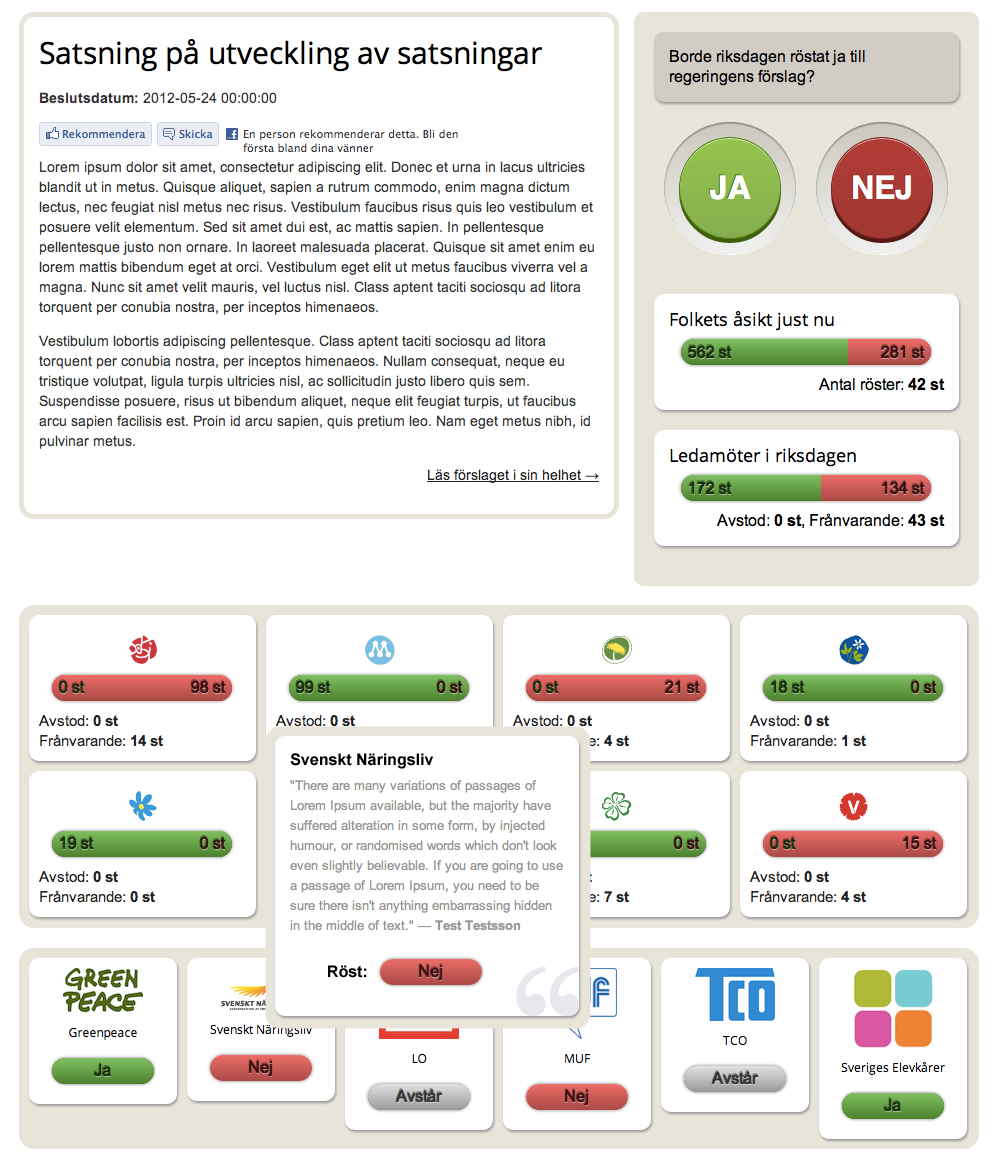 Satsning på utveckling av satsningar
Beslutsdatum: 2012-05-24 00:00:00
Rekommendera
Skicka
En person rekommenderar detta. Bli den
första bland dina vänner
Lorem ipsum dolor sit amet, consectetur adipiscing elit. Donec et urna in lacus ultricies
blandit ut in metus. Quisque aliquet, sapien a rutrum commodo, enim magna dictum
lectus, nec feugiat nisl metus nec risus. Vestibulum faucibus risus quis leo vestibulum et
posuere velit elementum. Sed sit amet dui est, ac mattis sapien. In pellentesque
pellentesque justo non ornare. In laoreet malesuada placerat. Quisque sit amet enim eu
lorem mattis bibendum eget at orci. Vestibulum eget elit ut metus faucibus viverra vel a
magna. Nunc sit amet velit mauris, vel luctus nisl. Class aptent taciti sociosqu ad litora
torquent per conubia nostra, per inceptos himenaeos.
Vestibulum lobortis adipiscing pellentesque. Class aptent taciti sociosqu ad litora
torquent per conubia nostra, per inceptos himenaeos. Nullam consequat, neque eu
tristique volutpat, ligula turpis ultricies nisl, ac sollicitudin justo libero quis sem.
Suspendisse posuere, risus ut bibendum aliquet, neque elit feugiat turpis, ut faucibus
arcu sapien facilisis est. Proin id arcu sapien, quis pretium leo. Nam eget metus nibh, id
pulvinar metus.
Läs förslaget i sin helhet →
Borde riksdagen röstat ja till
regeringens förslag?
JA
NEJ
Folkets åsikt just nu
562 st 281 st
Antal röster: 42 st
Ledamöter i riksdagen
172 st 134 st
Avstod: 0 st, Frånvarande: 43 st
0 st 98 st
Avstod: 0 st
Frånvarande: 14 st
M
99 st 0 st
Avstod: 0 st
0 st 21 st
Avstod: 0 st
e: 4 st
18 st 0 st
Avstod: 0 st
Frånvarande: 1 st
19 st 0 st
Avstod: 0 st
Frånvarande: 0 st
0 st
e: 7 st
V
0 st 15 st
Avstod: 0 st
Frånvarande: 4 st
Svenskt Näringsliv
"There are many variations of passages of
Lorem Ipsum available, but the majority have
suffered alteration in some form, by injected
humour, or randomised words which don't look
even slightly believable. If you are going to use
a passage of Lorem Ipsum, you need to be
sure there isn't anything embarrassing hidden
in the middle of text." — Test Testsson
Röst: Nej
GREEN
PEACE
Greenpeace
Ja
SVENSKT NÄ
Svenskt Näringsliv
Nej
LO
Avstår
MUF
Nej
TCO
TCO
Avstår
Sveriges Elevkårer
Ja